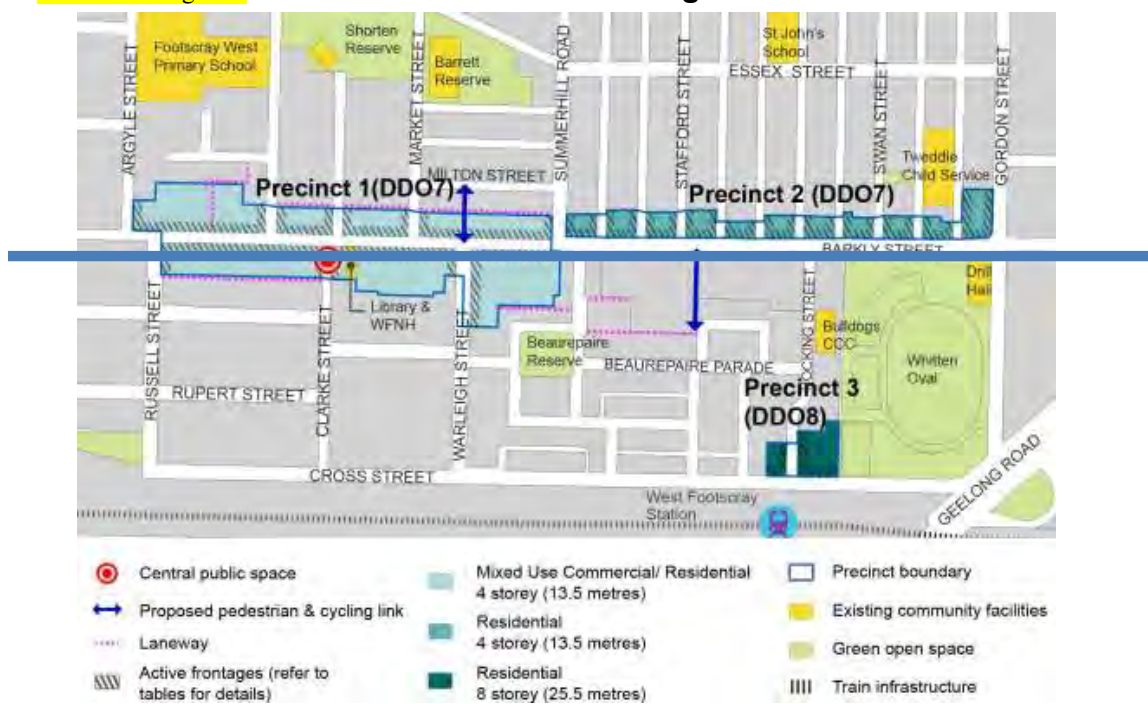 Shorten
Reserve
Footscray West
Primary School
Barrett
Reserve
St John's
School
ESSEX STREET
ARGYLE STREET
MARKET STREET
SUMMERHILL ROAD
STAFFORD STREET
SWAN STREET
GORDON STREET
Tweddle
Child Service
MILTON STREET
Precinct 1(DDO7)
Precinct 2 (DDO7)
BARKLY STREET
Drill
Hall
Library &
WFNH
Bulldogs
CCC
Whitten
Oval
Beaurepaire
Reserve
BEAUREPAIRE PARADE
RUSSELL STREET
CLARKE STREET
WARLEIGH STREET
OCKING STREET
RUPERT STREET
Precinct 3
(DDO8)
CROSS STREET
GEELONG ROAD
West Footscray
Station
Central public space
Proposed pedestrian & cycling link
Laneway
Active frontages (refer to
tables for details)
Mixed Use Commercial/ Residential
4 storey (13.5 metres)
Residential
4 storey (13.5 metres)
Residential
8 storey (25.5 metres)
Precinct boundary
Existing community facilities
Green open space
Train infrastructure